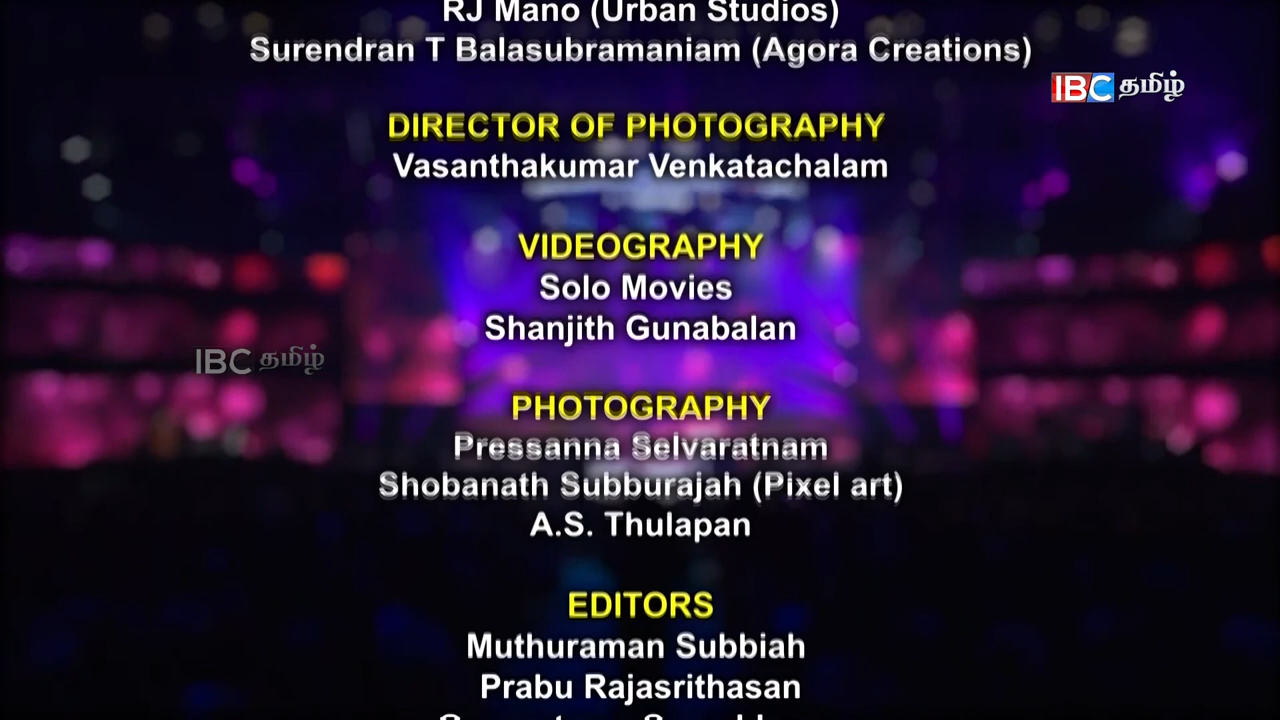 RJ Mano (Urban Studios)
Surendran T Balasubramaniam (Agora Creations)
IBC தமிழ்
DIRECTOR OF PHOTOGRAPHY
Vasanthakumar Venkatachalam
VIDEOGRAPHY
Solo Movies
Shanjith Gunabalan
IBC தமிழ்
PHOTOGRAPHY
Pressanna Selvaratnam
Shobanath Subburajah (Pixel art)
A.S. Thulapan
EDITORS
Muthuraman Subbiah
Prabu Rajasrithasan